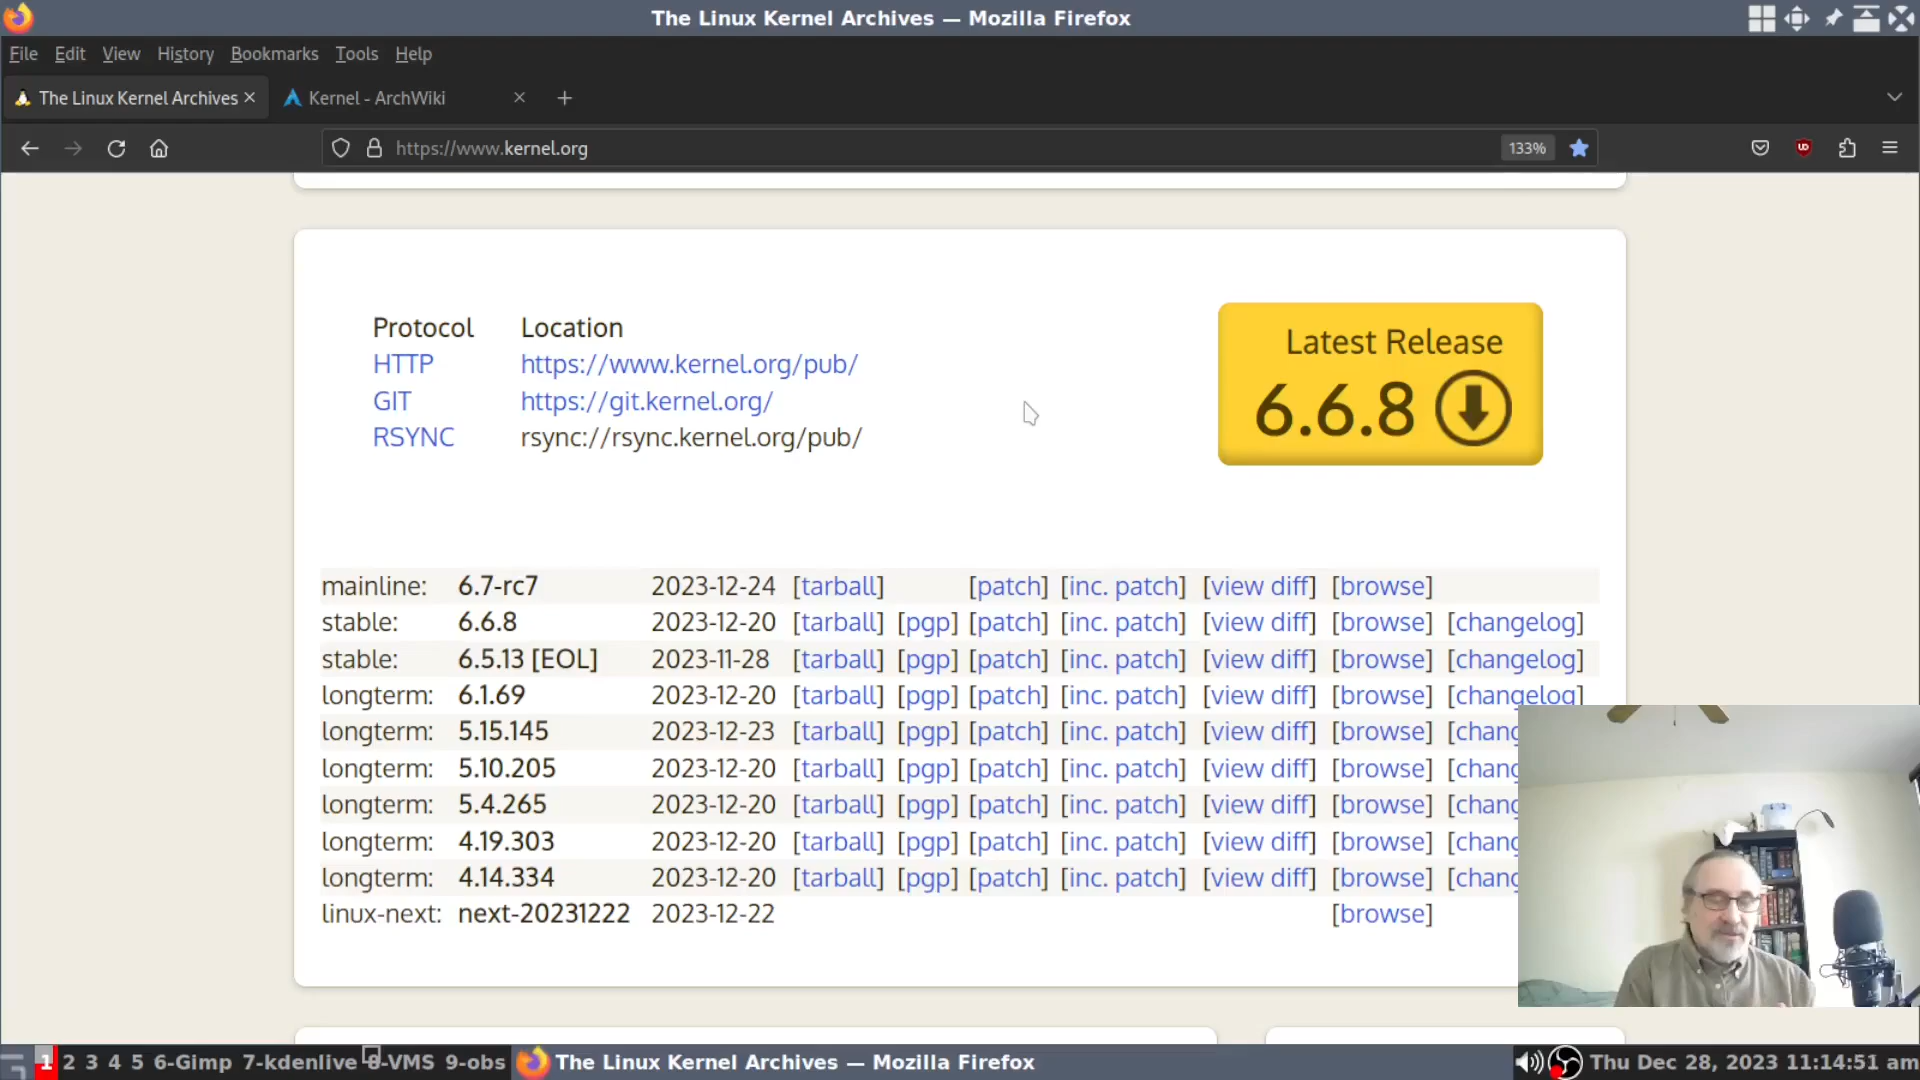 The Linux Kernel Archives — Mozilla Firefox
File Edit View History Bookmarks Tools Help
The Linux Kernel Archives Kernel - ArchWiki
https://www.kernel.org 133%
Protocol Location
HTTP https://www.kernel.org/pub/
GIT https://git.kernel.org/
RSYNC rsync://rsync.kernel.org/pub/
Latest Release
6.6.8
mainline: 6.7-rc7 2023-12-24 [tarball] [patch] [inc. patch] [view diff] [browse]
stable: 6.6.8 2023-12-20 [tarball] [pgp] [patch] [inc. patch] [view diff] [browse] [changelog]
stable: 6.5.13 [EOL] 2023-11-28 [tarball] [pgp] [patch] [inc. patch] [view diff] [browse] [changelog]
longterm: 6.1.69 2023-12-20 [tarball] [pgp] [patch] [inc. patch] [view diff] [browse] [changelog]
longterm: 5.15.145 2023-12-23 [tarball] [pgp] [patch] [inc. patch] [view diff] [browse] [chang
longterm: 5.10.205 2023-12-20 [tarball] [pgp] [patch] [inc. patch] [view diff] [browse] [chang
longterm: 5.4.265 2023-12-20 [tarball] [pgp] [patch] [inc. patch] [view diff] [browse] [chang
longterm: 4.19.303 2023-12-20 [tarball] [pgp] [patch] [inc. patch] [view diff] [browse] [chang
longterm: 4.14.334 2023-12-20 [tarball] [pgp] [patch] [inc. patch] [view diff] [browse] [chang
linux-next: next-20231222 2023-12-22 [browse]
1 2 3 4 5 6-Gimp 7-kdenlive 8-VMS 9-obs The Linux Kernel Archives — Mozilla Firefox Thu Dec 28, 2023 11:14:51 am